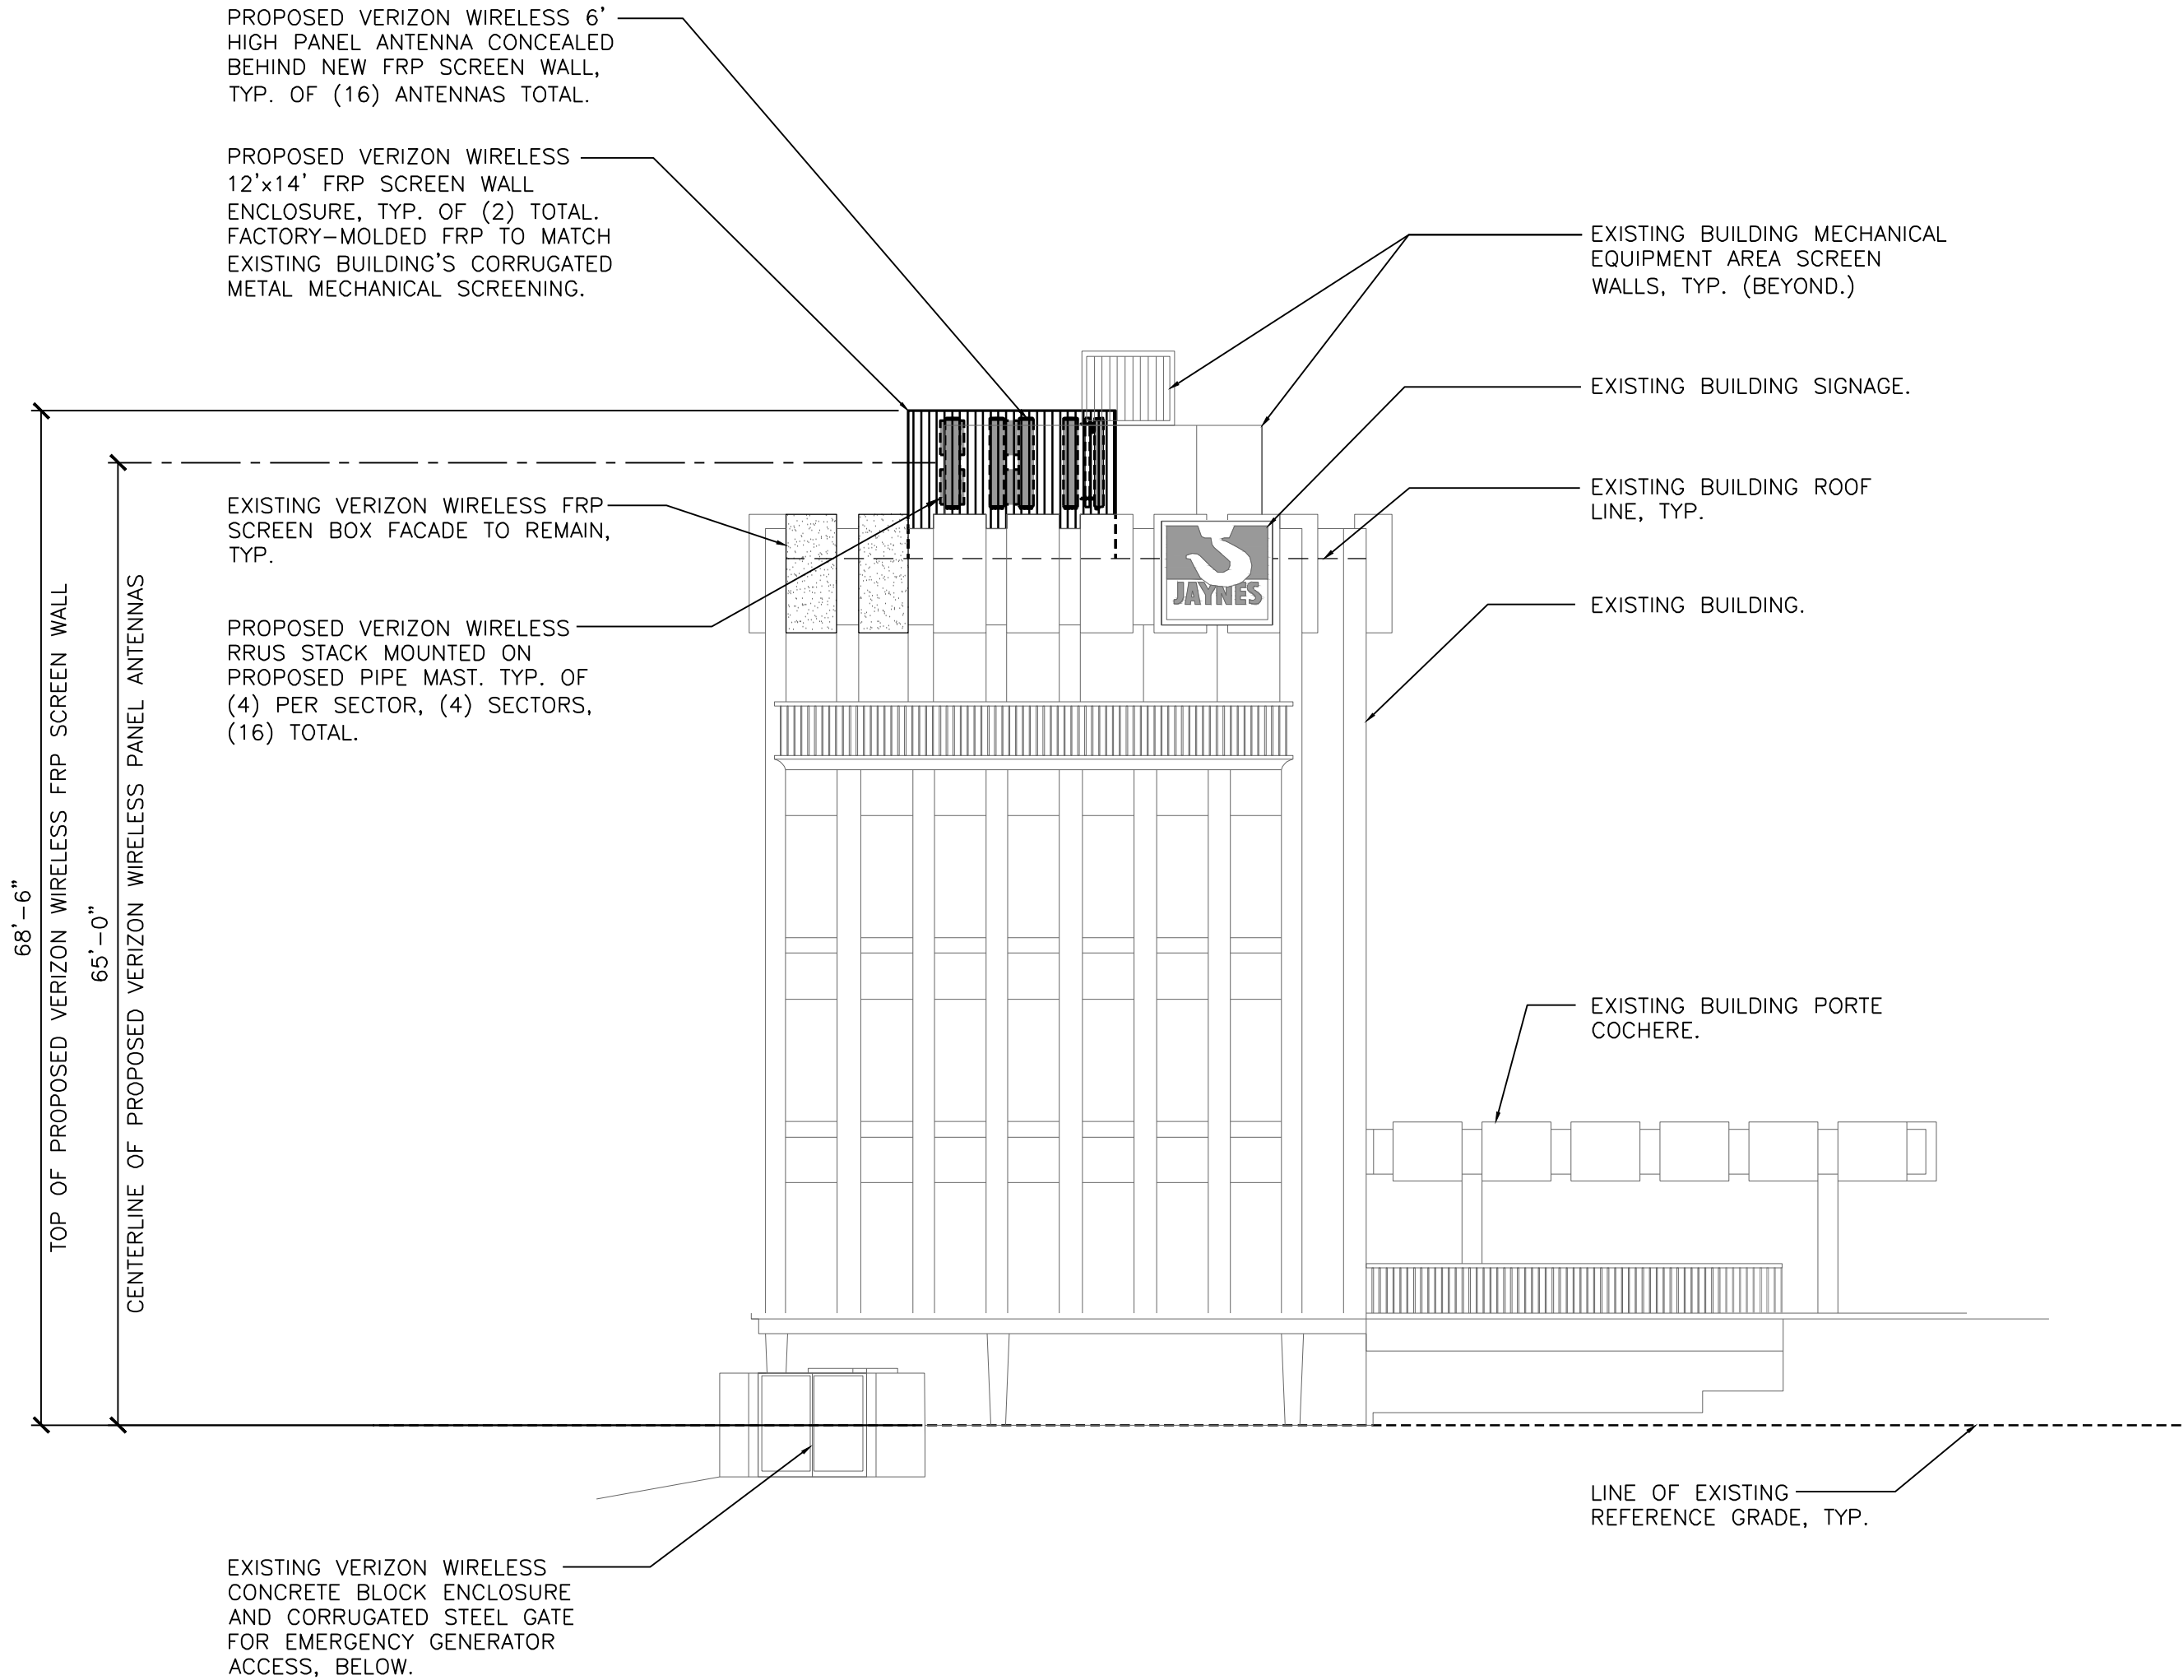 PROPOSED VERIZON WIRELESS 6'
HIGH PANEL ANTENNA CONCEALED
BEHIND NEW FRP SCREEN WALL,
TYP. OF (16) ANTENNAS TOTAL.
PROPOSED VERIZON WIRELESS
12'x14' FRP SCREEN WALL
ENCLOSURE, TYP. OF (2) TOTAL.
FACTORY-MOLDED FRP TO MATCH
EXISTING BUILDING'S CORRUGATED
METAL MECHANICAL SCREENING.
EXISTING VERIZON WIRELESS FRP
SCREEN BOX FACADE TO REMAIN,
TYP.
PROPOSED VERIZON WIRELESS
RRUS STACK MOUNTED ON
PROPOSED PIPE MAST. TYP. OF
(4) PER SECTOR, (4) SECTORS,
(16) TOTAL.
68'-6"
TOP OF PROPOSED VERIZON WIRELESS FRP SCREEN WALL
65'-0"
CENTERLINE OF PROPOSED VERIZON WIRELESS PANEL ANTENNAS
EXISTING VERIZON WIRELESS
CONCRETE BLOCK ENCLOSURE
AND CORRUGATED STEEL GATE
FOR EMERGENCY GENERATOR
ACCESS, BELOW.
JAYNES
EXISTING BUILDING MECHANICAL
EQUIPMENT AREA SCREEN
WALLS, TYP. (BEYOND.)
EXISTING BUILDING SIGNAGE.
EXISTING BUILDING ROOF
LINE, TYP.
EXISTING BUILDING.
EXISTING BUILDING PORTE
COCHERE.
LINE OF EXISTING
REFERENCE GRADE, TYP.